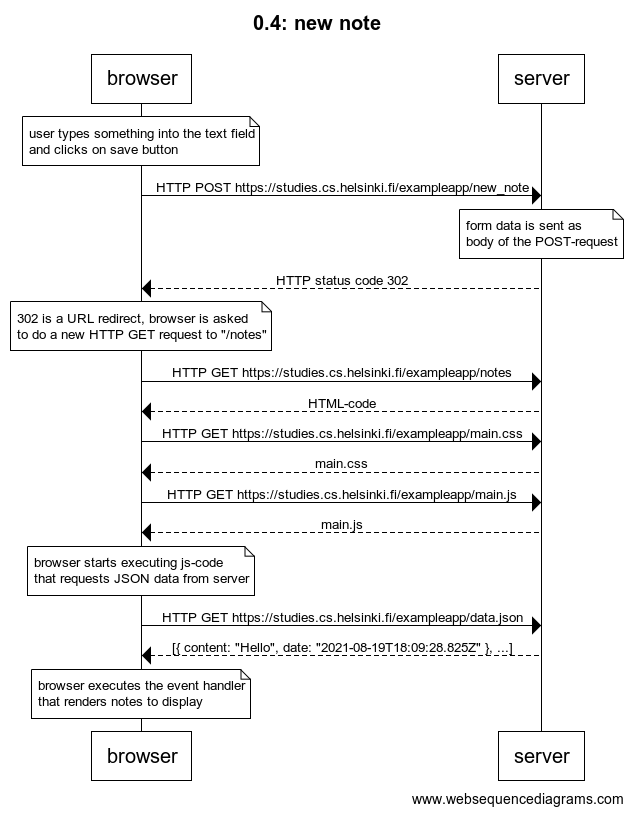 0.4: new note
browser
server
user types something into the text field
and clicks on save button
HTTP POST https://studies.cs.helsinki.fi/exampleapp/new_note
form data is sent as
body of the POST-request
HTTP status code 302
302 is a URL redirect, browser is asked
to do a new HTTP GET request to "/notes"
HTTP GET https://studies.cs.helsinki.fi/exampleapp/notes
HTML-code
HTTP GET https://studies.cs.helsinki.fi/exampleapp/main.css
main.css
HTTP GET https://studies.cs.helsinki.fi/exampleapp/main.js
main.js
browser starts executing js-code
that requests JSON data from server
HTTP GET https://studies.cs.helsinki.fi/exampleapp/data.json
[{ content: "Hello", date: "2021-08-19T18:09:28.825Z" }, ...]
browser executes the event handler
that renders notes to display
browser
server
www.websequencediagrams.com